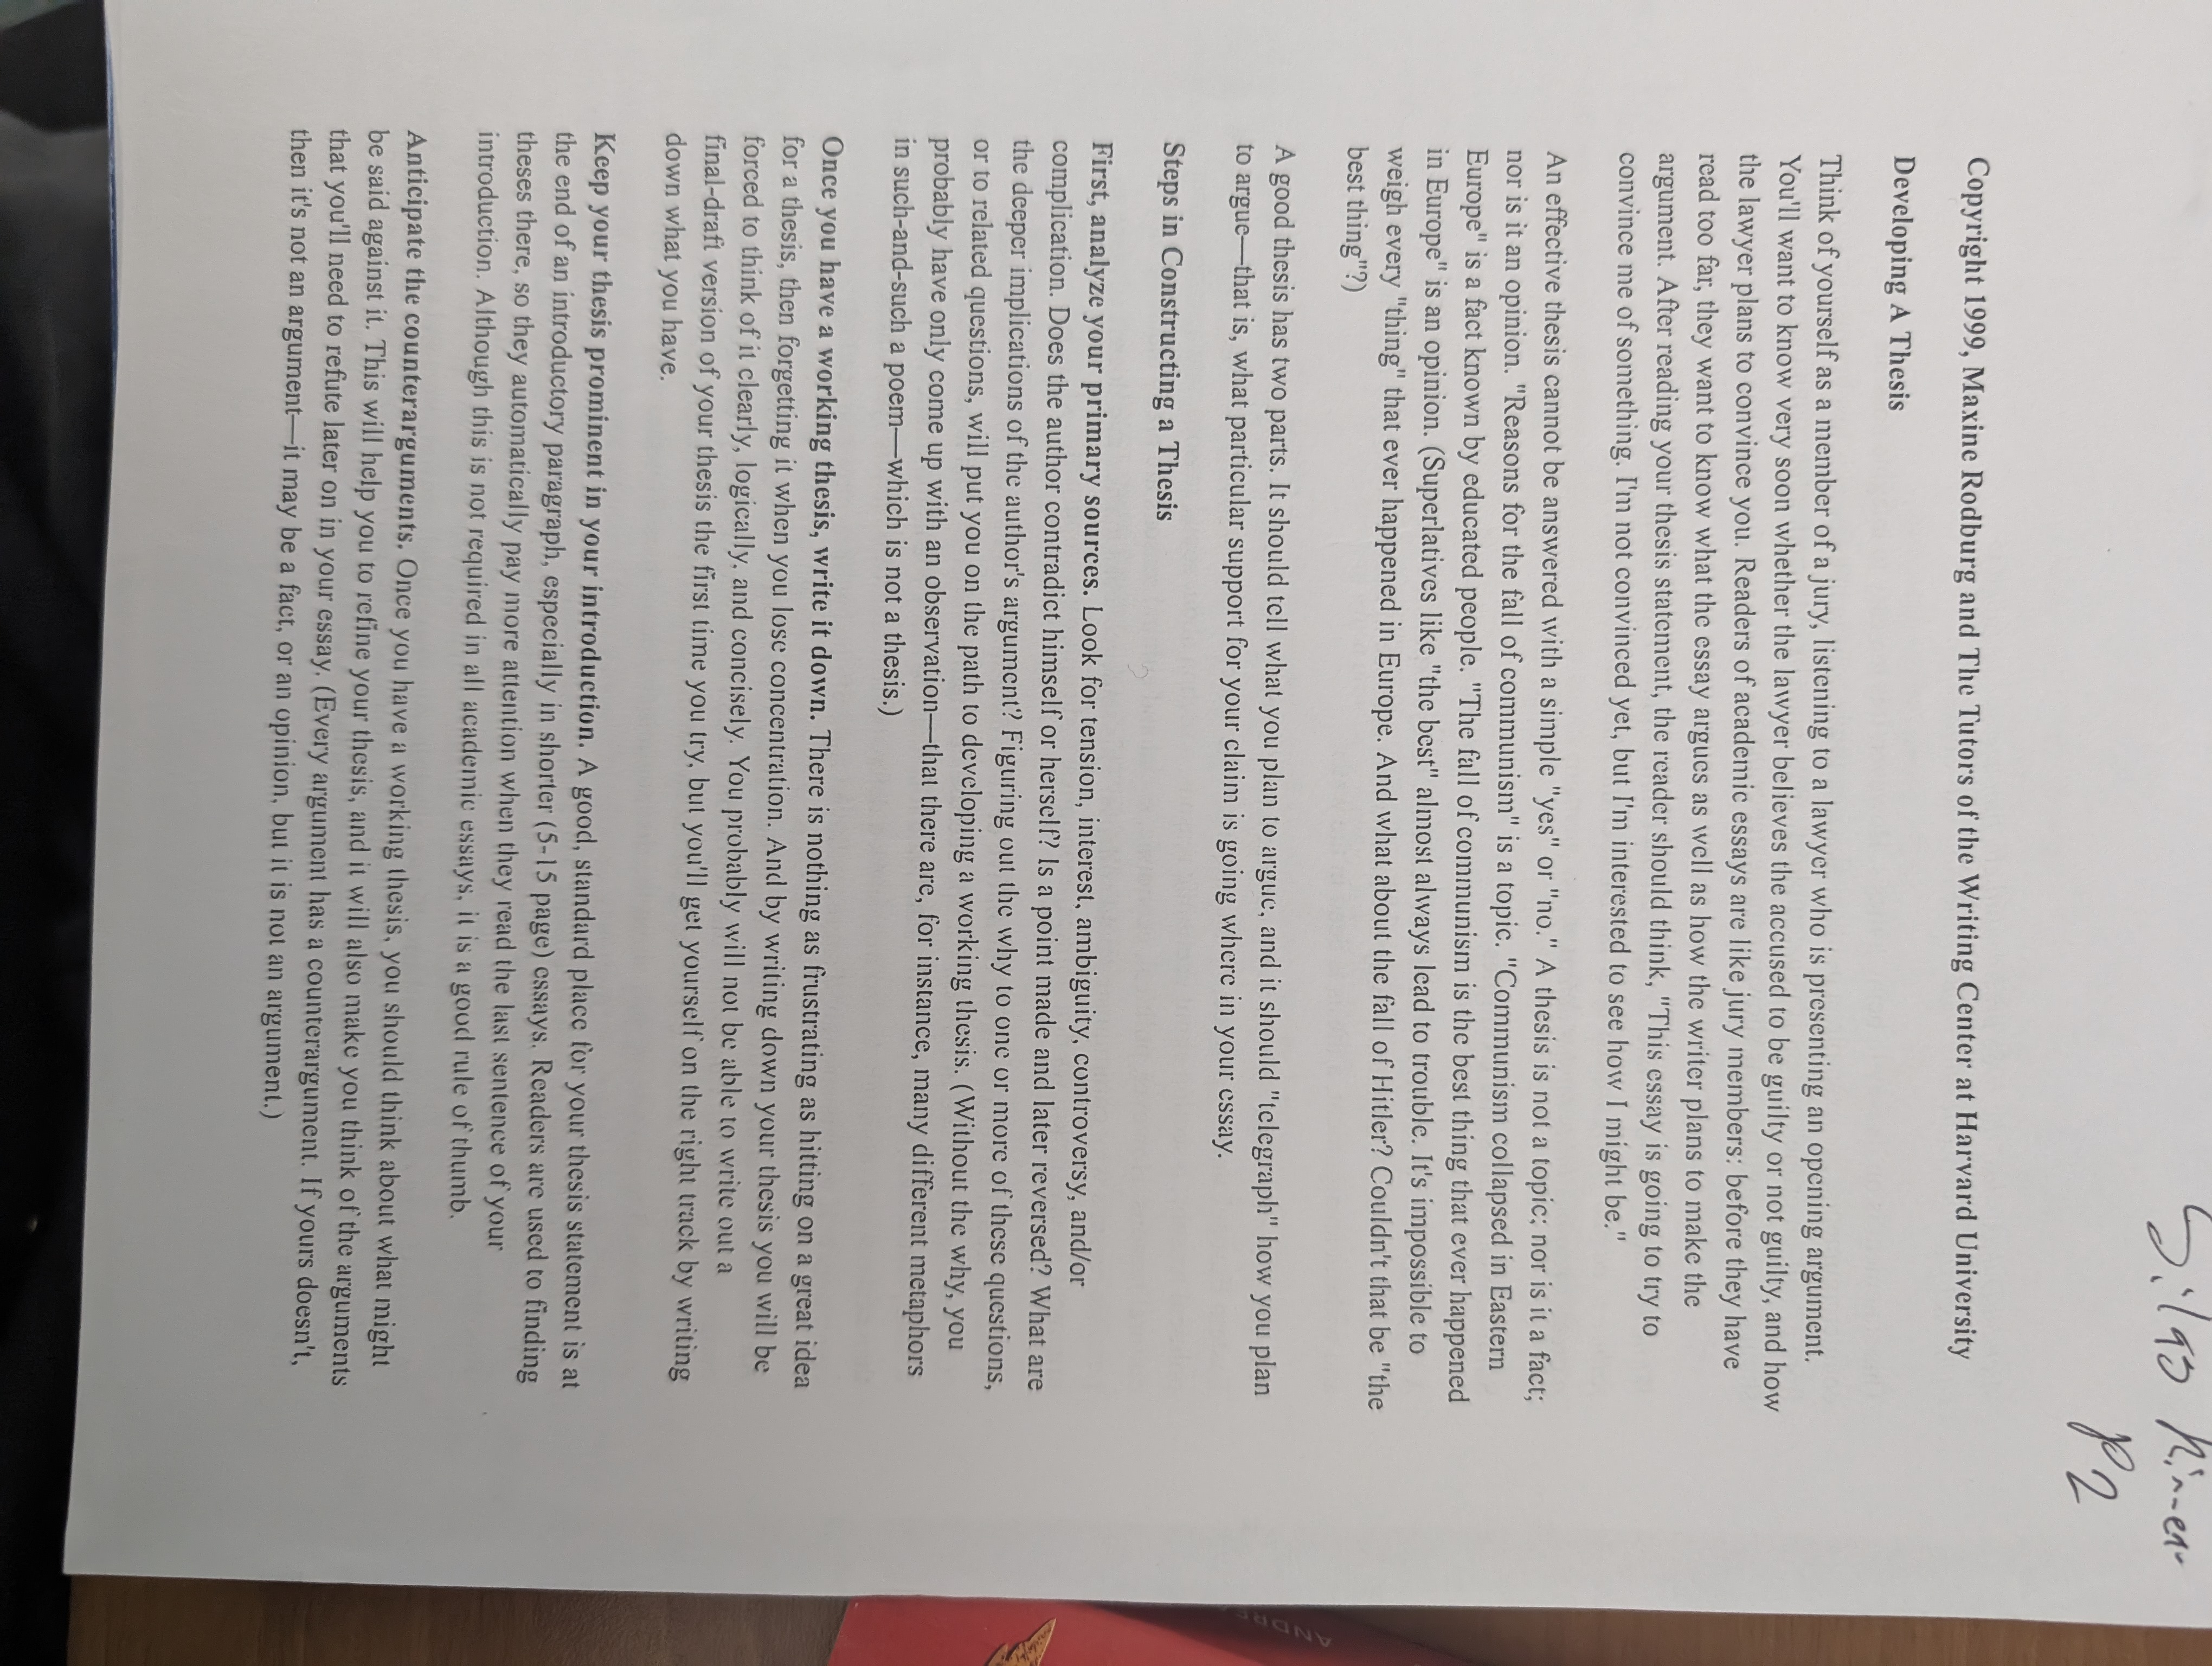 Silas
P2
Copyright 1999, Maxine Rodburg and The Tutors of the Writing Center at Harvard University
Developing A Thesis
Think of yourself as a member of a jury, listening to a lawyer who is presenting an opening argument.
You'll want to know very soon whether the lawyer believes the accused to be guilty or not guilty, and how
the lawyer plans to convince you. Readers of academic essays are like jury members: before they have
read too far, they want to know what the essay argues as well as how the writer plans to make the
argument. After reading your thesis statement, the reader should think, "This essay is going to try to
convince me of something. I'm not convinced yet, but I'm interested to see how I might be."
An effective thesis cannot be answered with a simple "yes" or "no." A thesis is not a topic; nor is it a fact;
nor is it an opinion. "Reasons for the fall of communism" is a topic. "Communism collapsed in Eastern
Europe" is a fact known by educated people. "The fall of communism is the best thing that ever happened
in Europe" is an opinion. (Superlatives like "the best" almost always lead to trouble. It's impossible to
weigh every "thing" that ever happened in Europe. And what about the fall of Hitler? Couldn't that be "the
best thing"?)
A good thesis has two parts. It should tell what you plan to argue, and it should "telegraph" how you plan
to argue—that is, what particular support for your claim is going where in your essay.
Steps in Constructing a Thesis
First, analyze your primary sources. Look for tension, interest, ambiguity, controversy, and/or
complication. Does the author contradict himself or herself? Is a point made and later reversed? What are
the deeper implications of the author's argument? Figuring out the why to one or more of these questions,
or to related questions, will put you on the path to developing a working thesis. (Without the why, you
probably have only come up with an observation—that there are, for instance, many different metaphors
in such-and-such a poem—which is not a thesis.)
Once you have a working thesis, write it down. There is nothing as frustrating as hitting on a great idea
for a thesis, then forgetting it when you lose concentration. And by writing down your thesis you will be
forced to think of it clearly, logically, and concisely. You probably will not be able to write out a
final-draft version of your thesis the first time you try, but you'll get yourself on the right track by writing
down what you have.
Keep your thesis prominent in your introduction. A good, standard place for your thesis statement is at
the end of an introductory paragraph, especially in shorter (5-15 page) essays. Readers are used to finding
theses there, so they automatically pay more attention when they read the last sentence of your
introduction. Although this is not required in all academic essays, it is a good rule of thumb.
Anticipate the counterarguments. Once you have a working thesis, you should think about what might
be said against it. This will help you to refine your thesis, and it will also make you think of the arguments
that you'll need to refute later on in your essay. (Every argument has a counterargument. If yours doesn't,
then it's not an argument—it may be a fact, or an opinion, but it is not an argument.)